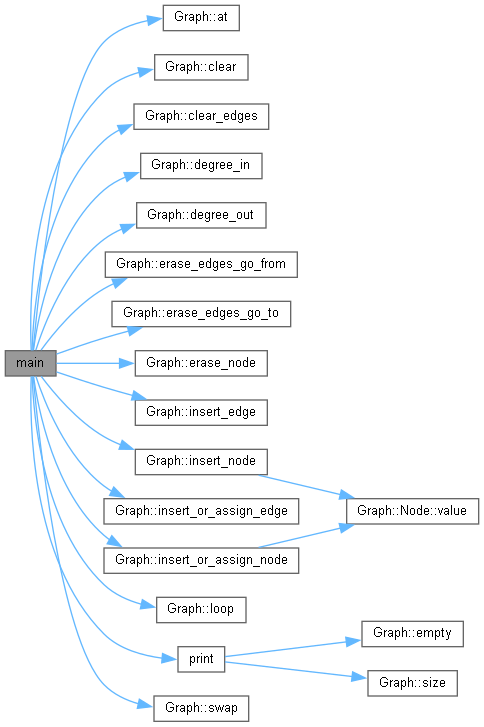 Graph::at
Graph::clear
Graph::clear_edges
Graph::degree_in
Graph::degree_out
Graph::erase_edges_go_from
Graph::erase_edges_go_to
main
Graph::erase_node
Graph::insert_edge
Graph::insert_node
Graph::insert_or_assign_edge
Graph::Node::value
Graph::insert_or_assign_node
Graph::loop
Graph::empty
print
Graph::size
Graph::swap